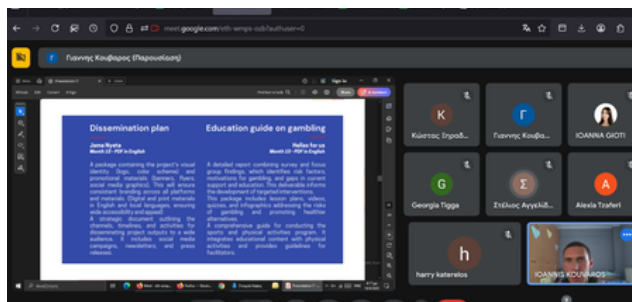 meet.google.com/eth-wmps-ozb?authuser=0
Γιαννης Κουβαρος (Παρουσίαση)
Dissemination plan
Jama Nyeta
Month 15 - PDF in English
A package containing the project's visual
identity (logo, color scheme) and
promotional materials (banners, flyers,
social media graphics). This will ensure
consistent branding across all platforms
and materials. (Digital and print materials
in English and local languages, ensuring
wide accessibility and appeal)
A strategic document outlining the
channels, timelines, and activities for
disseminating project outputs to a wide
audience. It includes social media
campaigns, newsletters, and press
releases.
Education guide on gambling
Hellas for us
Month 15 - PDF in English
A detailed report combining survey and focus
group findings, which identifies risk factors,
motivations for gambling, and gaps in current
support and education. This deliverable informs
the development of targeted interventions.
This package includes lesson plans, videos,
quizzes, and infographics addressing the risks
of gambling and promoting healthier
alternatives.
A comprehensive guide for conducting the
sports and physical activities program. It
integrates educational content with physical
activities and provides guidelines for
facilitators.
K
Κώστας Ξηραδ...
Γ
Γιαννης Κουβα...
IOANNA GIOTI
G
Georgia Tigga
Σ
Στέλιος Αγγελίδ...
A
Alexia Tzaferi
h
harry katerelos
IOANNIS KOUVAROS